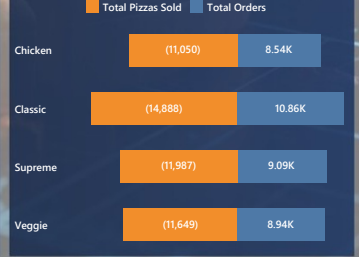 Total Pizzas Sold Total Orders
Chicken (11,050) 8.54K
Classic (14,888) 10.86K
Supreme (11,987) 9.09K
Veggie (11,649) 8.94K